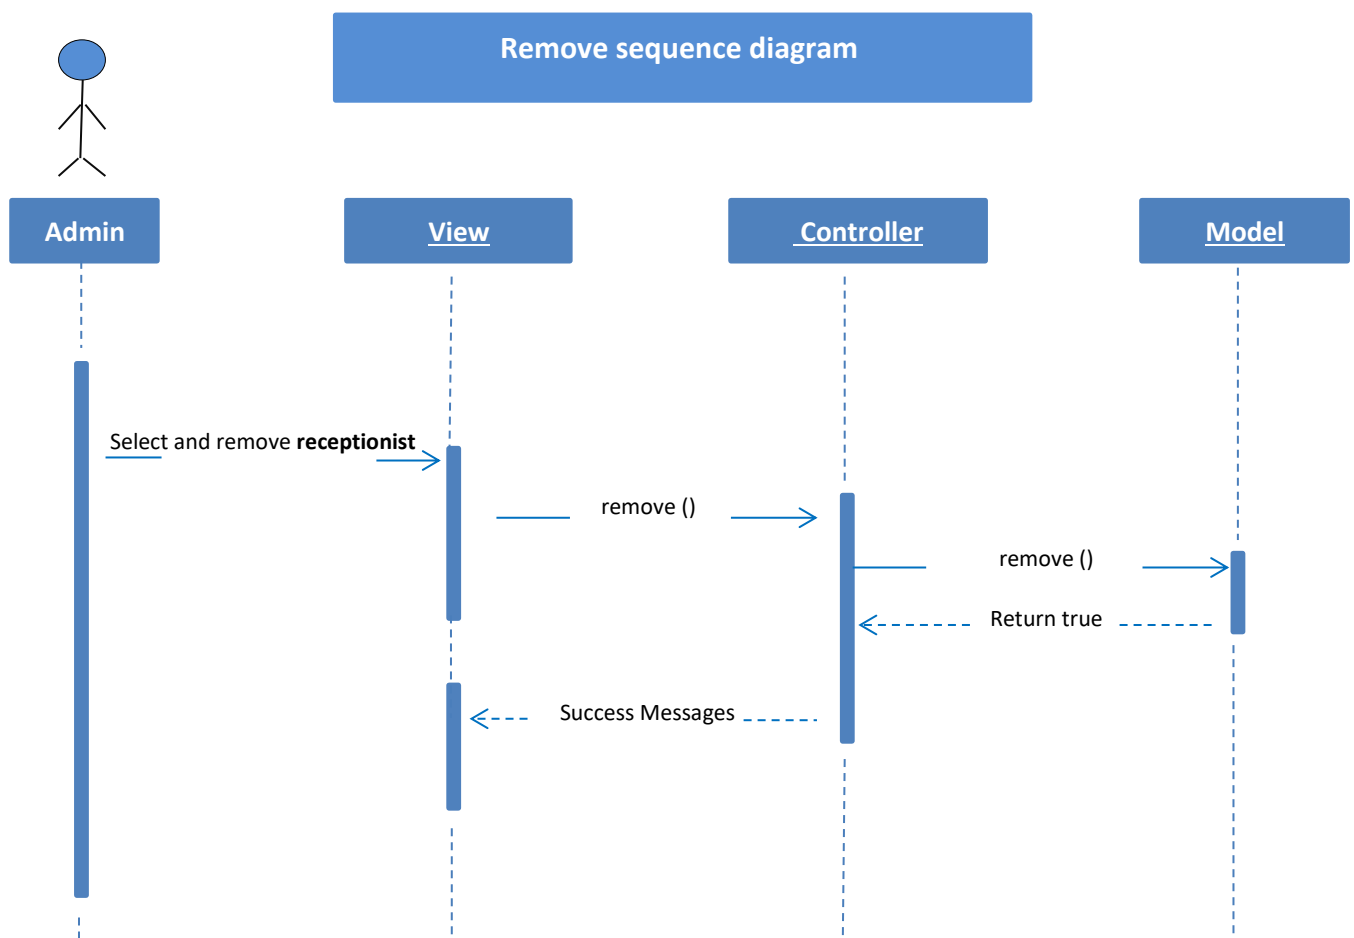 Remove sequence diagram
Admin
View
Controller
Model
Select and remove receptionist
remove ()
remove ()
Return true
Success Messages